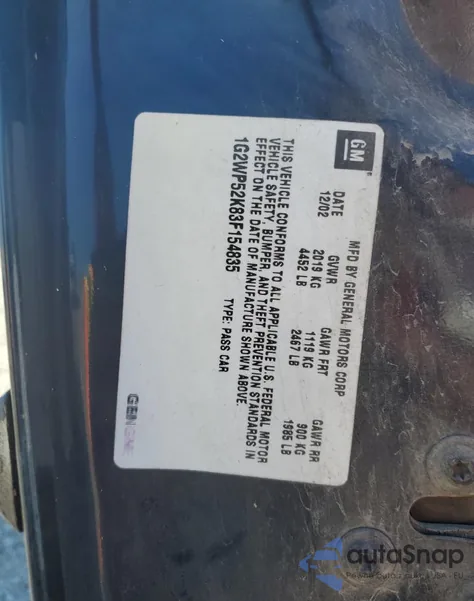 GM
MFD BY GENERAL MOTORS CORP
DATE GVWR GAWR FRT GAWR RR
12/02 2019 KG 1119 KG 900 KG
4452 LB 2467 LB 1985 LB
THIS VEHICLE CONFORMS TO ALL APPLICABLE U.S. FEDERAL MOTOR
VEHICLE SAFETY, BUMPER, AND THEFT PREVENTION STANDARDS IN
EFFECT ON THE DATE OF MANUFACTURE SHOWN ABOVE.
1G2WP52K83F154835 TYPE: PASS CAR
autoSnap